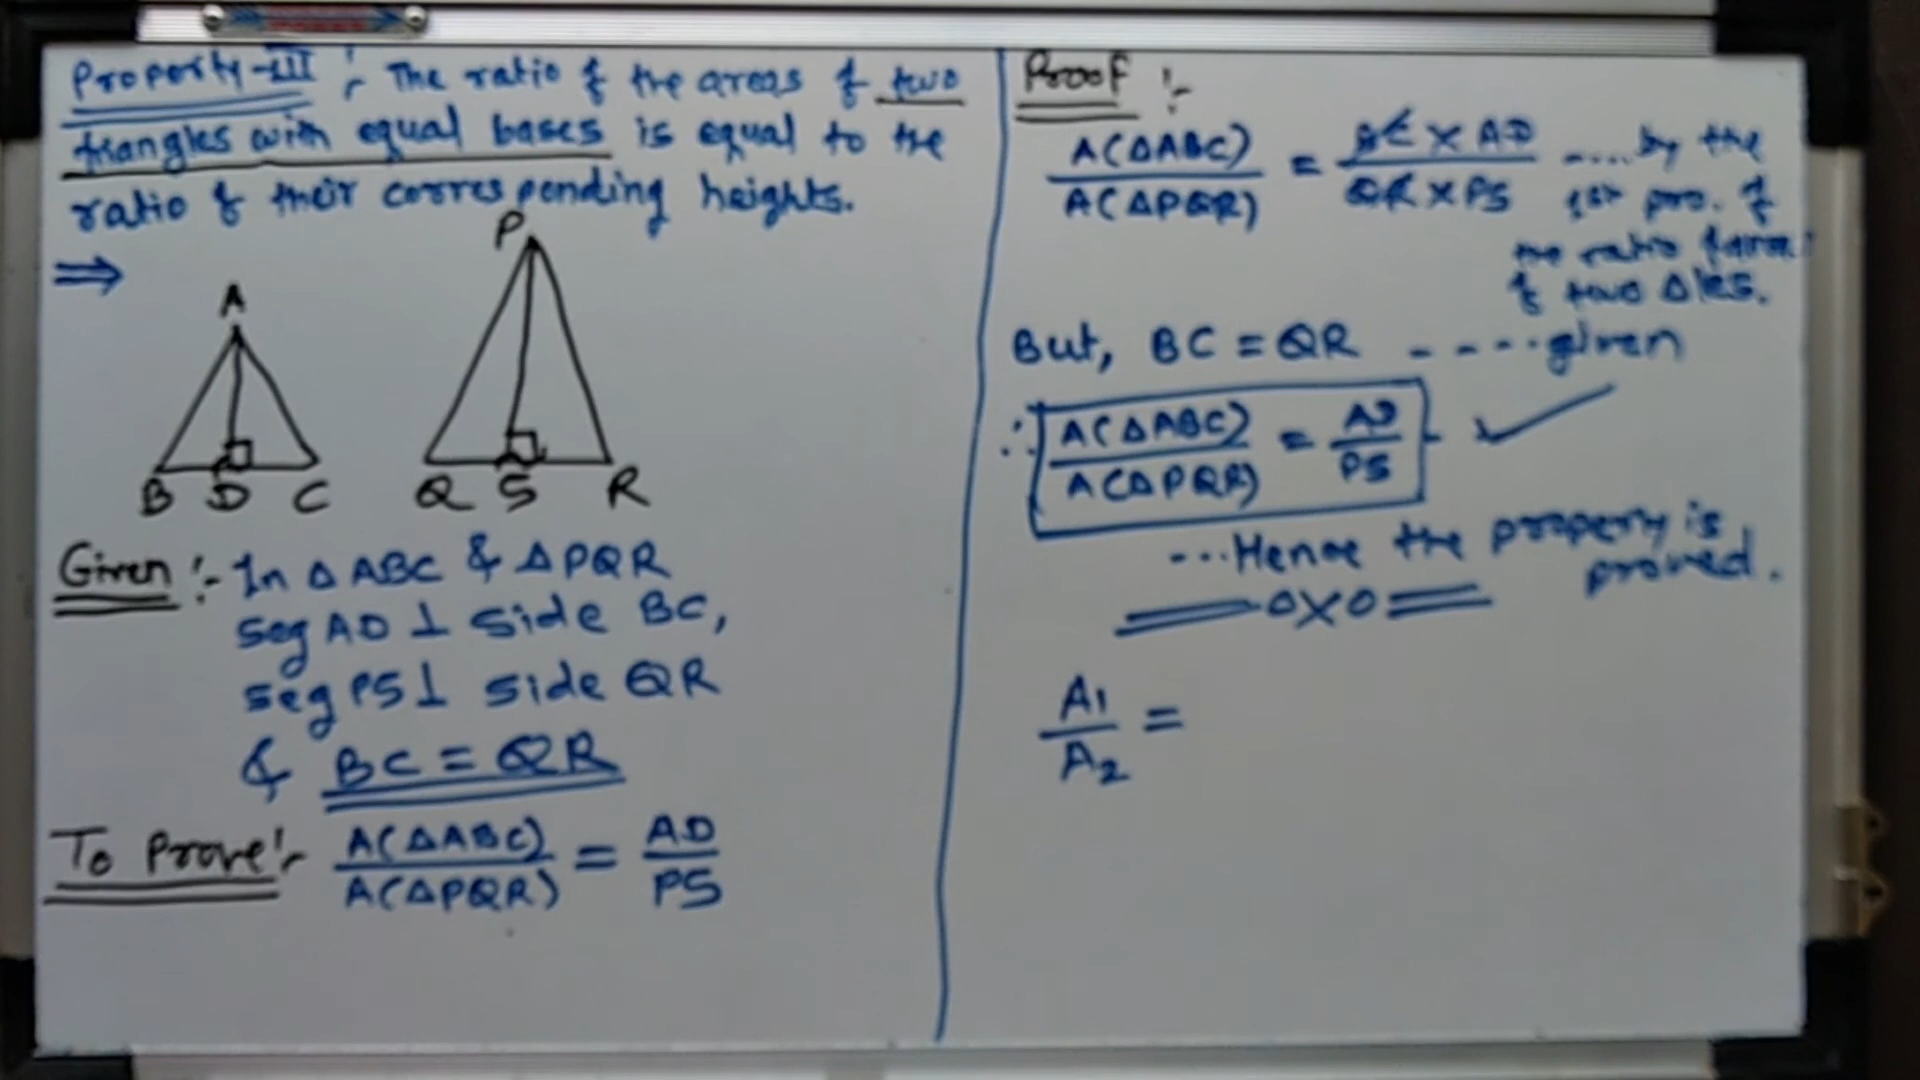 Property-III :- The ratio of the areas of two
triangles with equal bases is equal to the
ratio of their corresponding heights.
⇒
A
B D C
P
Q S R
Given :- In △ABC & △PQR
seg AD ⊥ side BC,
seg PS ⊥ side QR
& BC = QR
To Prove :- A(△ABC)/A(△PQR) = AD/PS
Proof :-
A(△ABC)/A(△PQR) = BC × AD/QR × PS ....by the
1st pro. of
the ratio form.
of two △les.
But, BC = QR ----given
∴ A(△ABC)/A(△PQR) = AD/PS ✓
...Hence the property is
proved.
OXO
A1/A2 =